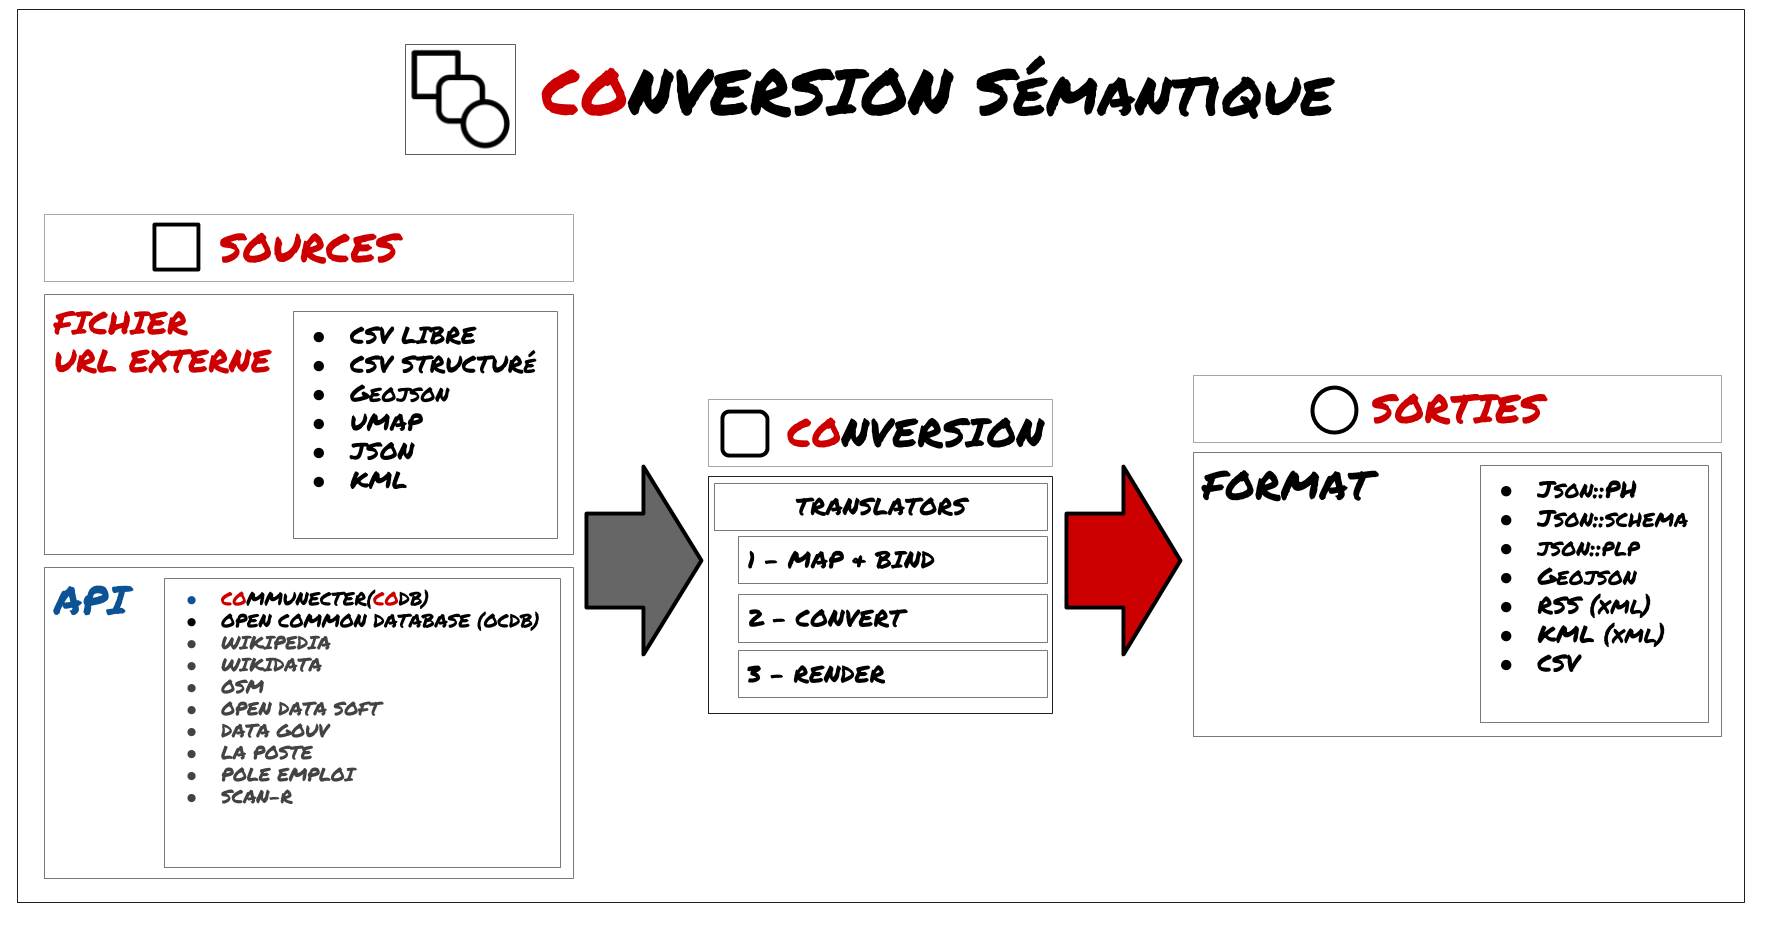 CONVERSION SÉMANTIQUE
SOURCES
FICHIER
URL EXTERNE
CSV LIBRE
CSV STRUCTURÉ
GEOJSON
UMAP
JSON
KML
API
COMMUNECTER(CODB)
OPEN COMMON DATABASE (OCDB)
WIKIPEDIA
WIKIDATA
OSM
OPEN DATA SOFT
DATA GOUV
LA POSTE
POLE EMPLOI
SCAN-R
CONVERSION
TRANSLATORS
1 - MAP & BIND
2 - CONVERT
3 - RENDER
SORTIES
FORMAT
JSON::PH
JSON::SCHEMA
JSON::PLP
GEOJSON
RSS (XML)
KML (XML)
CSV